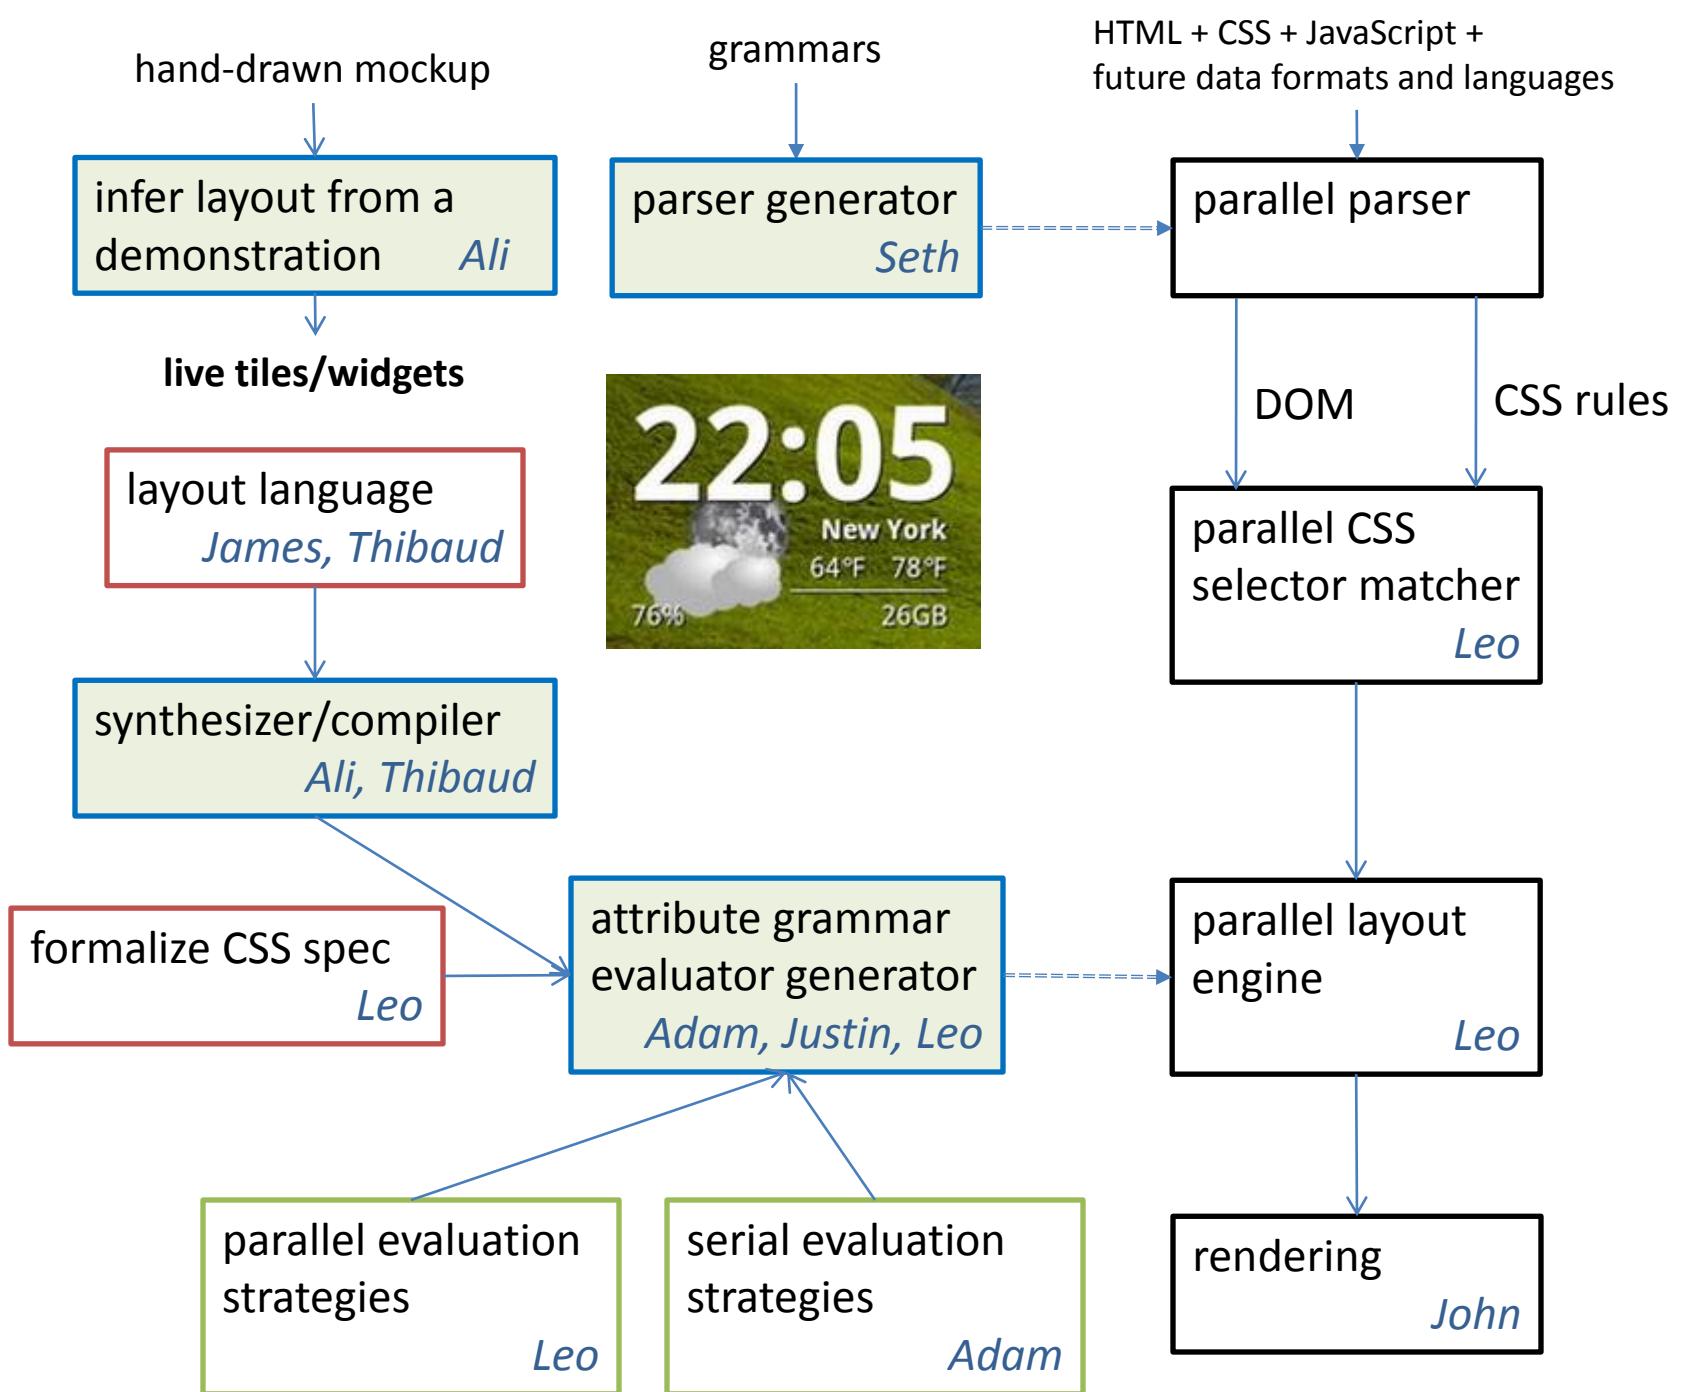 hand-drawn mockup
grammars
HTML + CSS + JavaScript +
future data formats and languages
infer layout from a
demonstration Ali
parser generator
Seth
parallel parser
live tiles/widgets
DOM
CSS rules
22:05
New York
64°F 78°F
76% 26GB
layout language
James, Thibaud
parallel CSS
selector matcher
Leo
synthesizer/compiler
Ali, Thibaud
formalize CSS spec
Leo
attribute grammar
evaluator generator
Adam, Justin, Leo
parallel layout
engine
Leo
parallel evaluation
strategies
Leo
serial evaluation
strategies
Adam
rendering
John